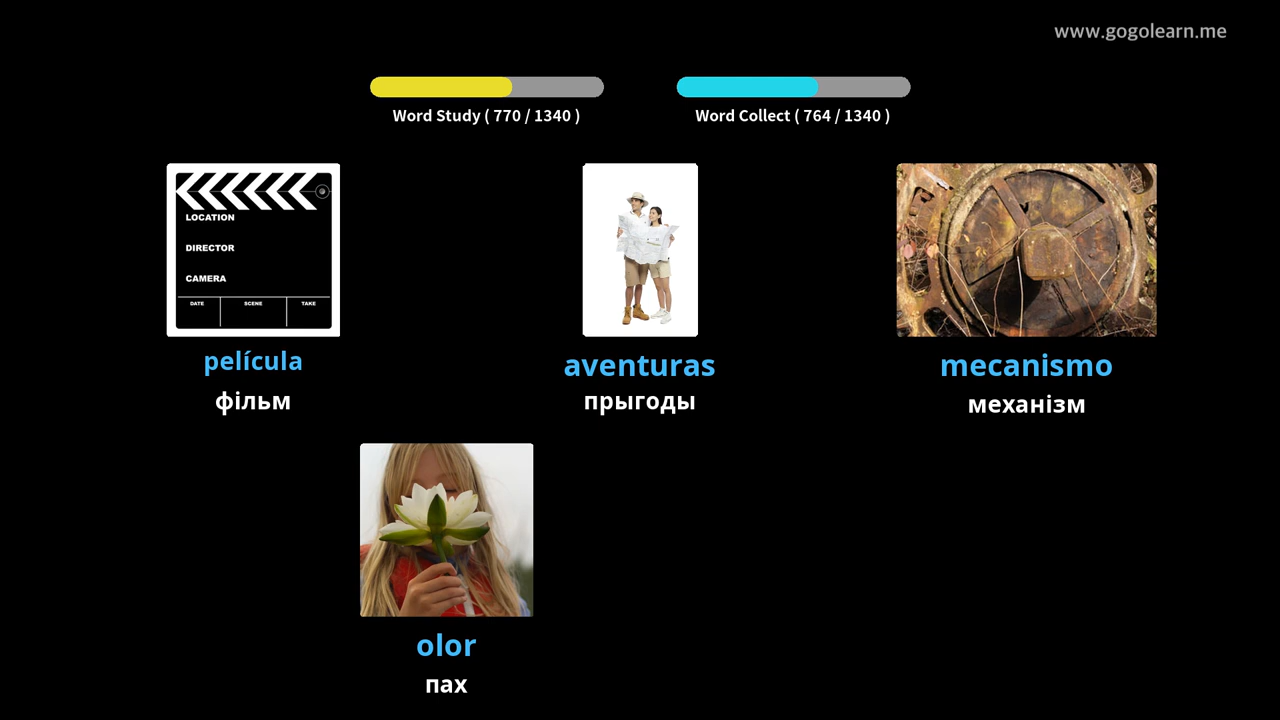 www.gogolearn.me
Word Study ( 770 / 1340 )
Word Collect ( 764 / 1340 )
LOCATION
DIRECTOR
CAMERA
DATE SCENE TAKE
película
фільм
aventuras
прыгоды
mecanismo
механізм
olor
пах